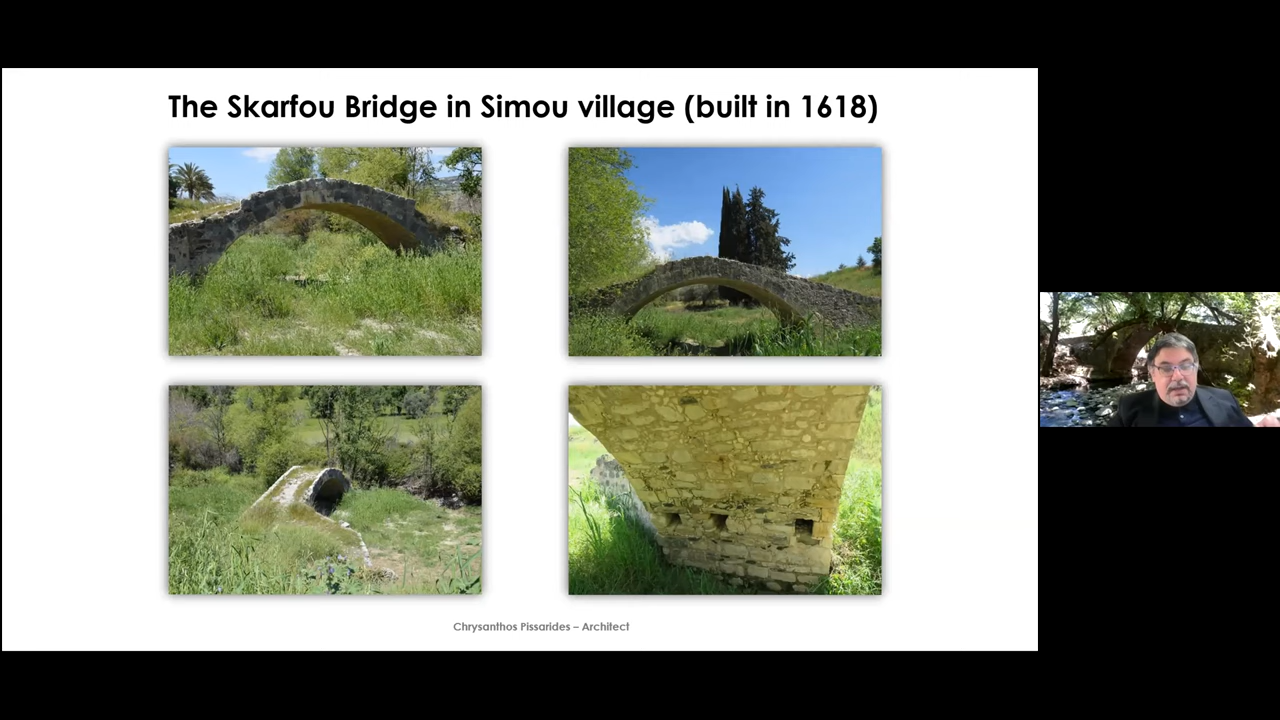 The Skarfou Bridge in Simou village (built in 1618)
Chrysanthos Pissarides – Architect